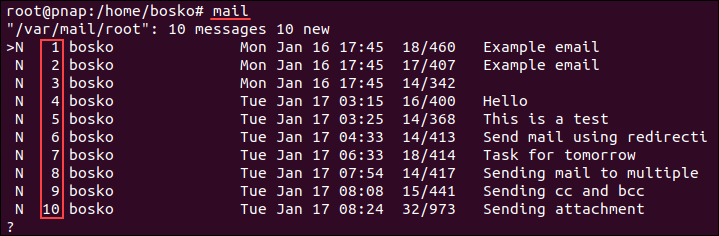 root@pnap:/home/bosko# mail
"/var/mail/root": 10 messages 10 new
>N 1 bosko Mon Jan 16 17:45 18/460 Example email
N 2 bosko Mon Jan 16 17:45 17/407 Example email
N 3 bosko Mon Jan 16 17:45 14/342
N 4 bosko Tue Jan 17 03:15 16/400 Hello
N 5 bosko Tue Jan 17 03:25 14/368 This is a test
N 6 bosko Tue Jan 17 04:33 14/413 Send mail using redirecti
N 7 bosko Tue Jan 17 06:33 18/414 Task for tomorrow
N 8 bosko Tue Jan 17 07:54 14/417 Sending mail to multiple
N 9 bosko Tue Jan 17 08:08 15/441 Sending cc and bcc
N 10 bosko Tue Jan 17 08:24 32/973 Sending attachment
?